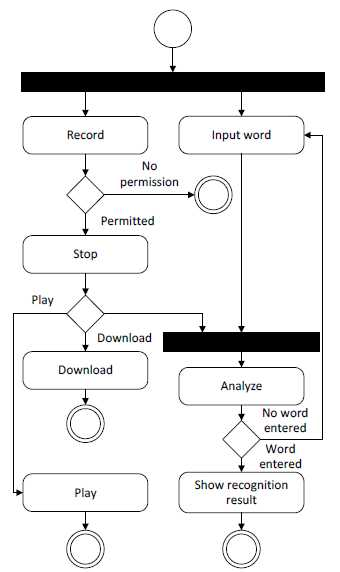 Record
Input word
No
permission
Permitted
Stop
Play
Download
Download
Analyze
No word
entered
Word
entered
Play
Show recognition
result